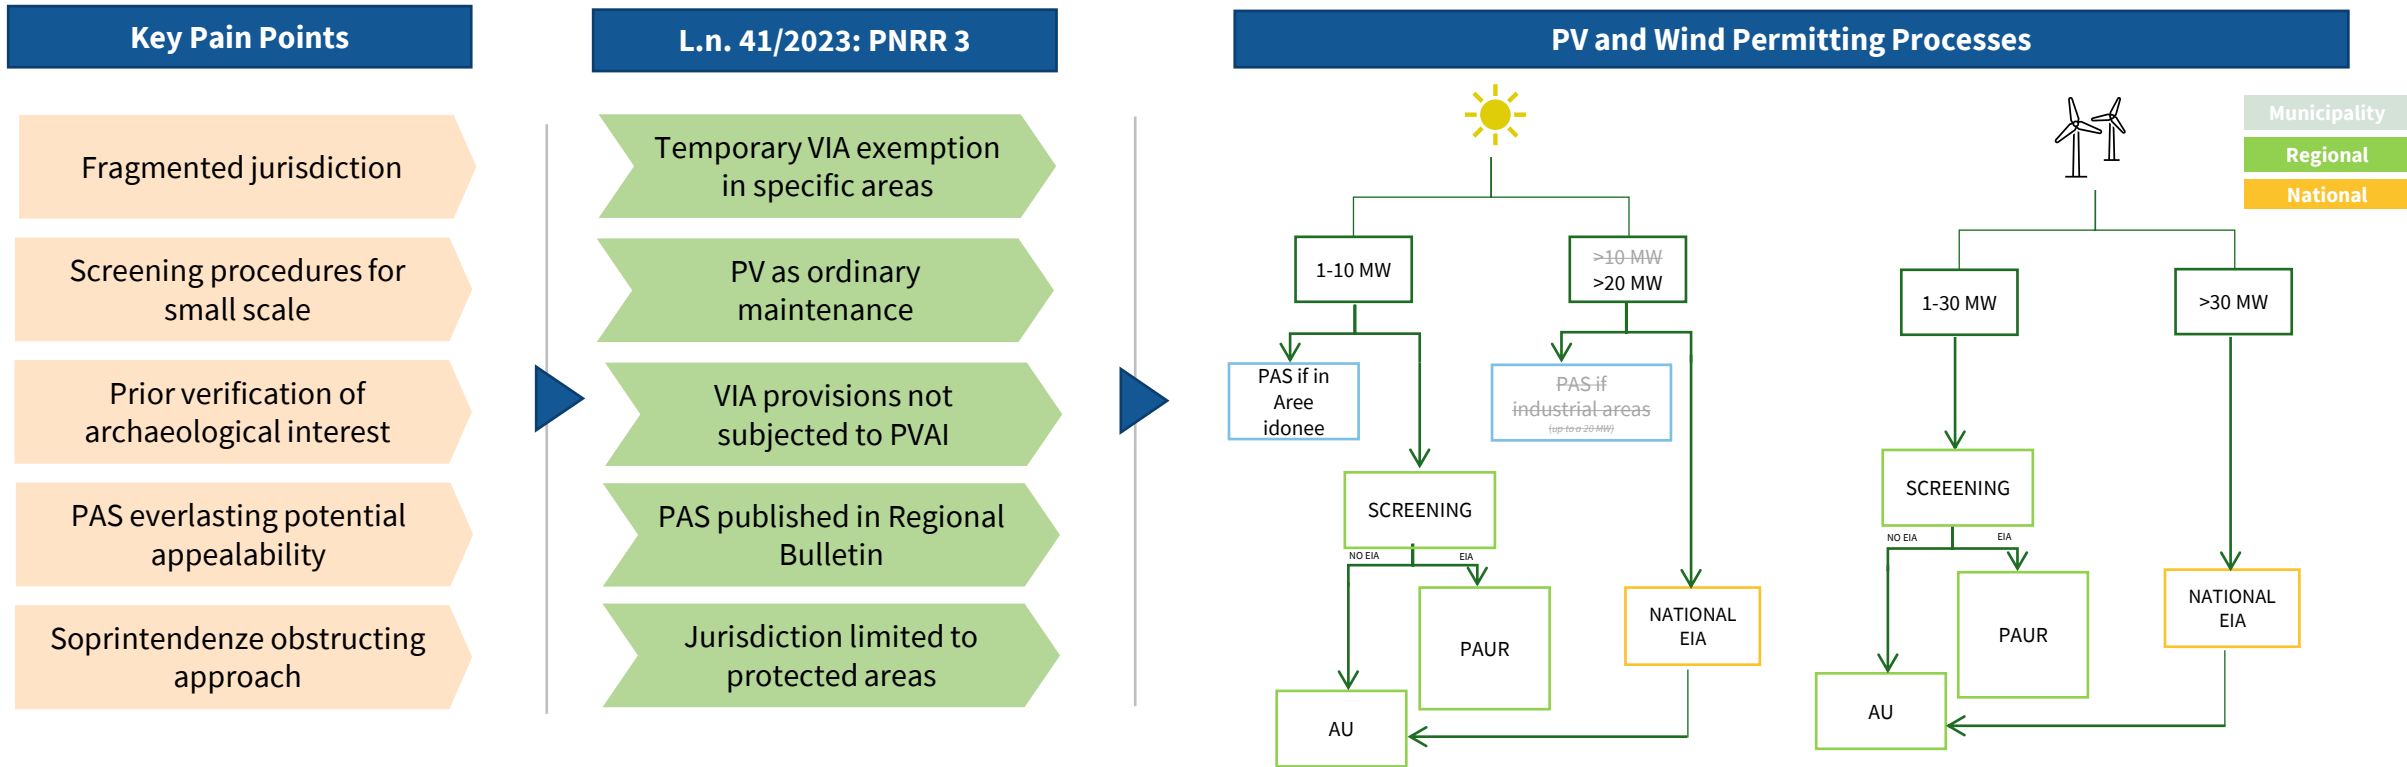 Key Pain Points
Fragmented jurisdiction
Screening procedures for
small scale
Prior verification of
archaeological interest
PAS everlasting potential
appealability
Soprintendenze obstructing
approach
L.n. 41/2023: PNRR 3
Temporary VIA exemption
in specific areas
PV as ordinary
maintenance
VIA provisions not
subjected to PVAI
PAS published in Regional
Bulletin
Jurisdiction limited to
protected areas
PV and Wind Permitting Processes
Municipality
Regional
National
1-10 MW
>10 MW
>20 MW
PAS if in
Aree
idonee
PAS if
industrial areas
(up to a 20 MW)
SCREENING
NO EIA
EIA
PAUR
AU
NATIONAL
EIA
1-30 MW
>30 MW
SCREENING
NO EIA
EIA
PAUR
AU
NATIONAL
EIA